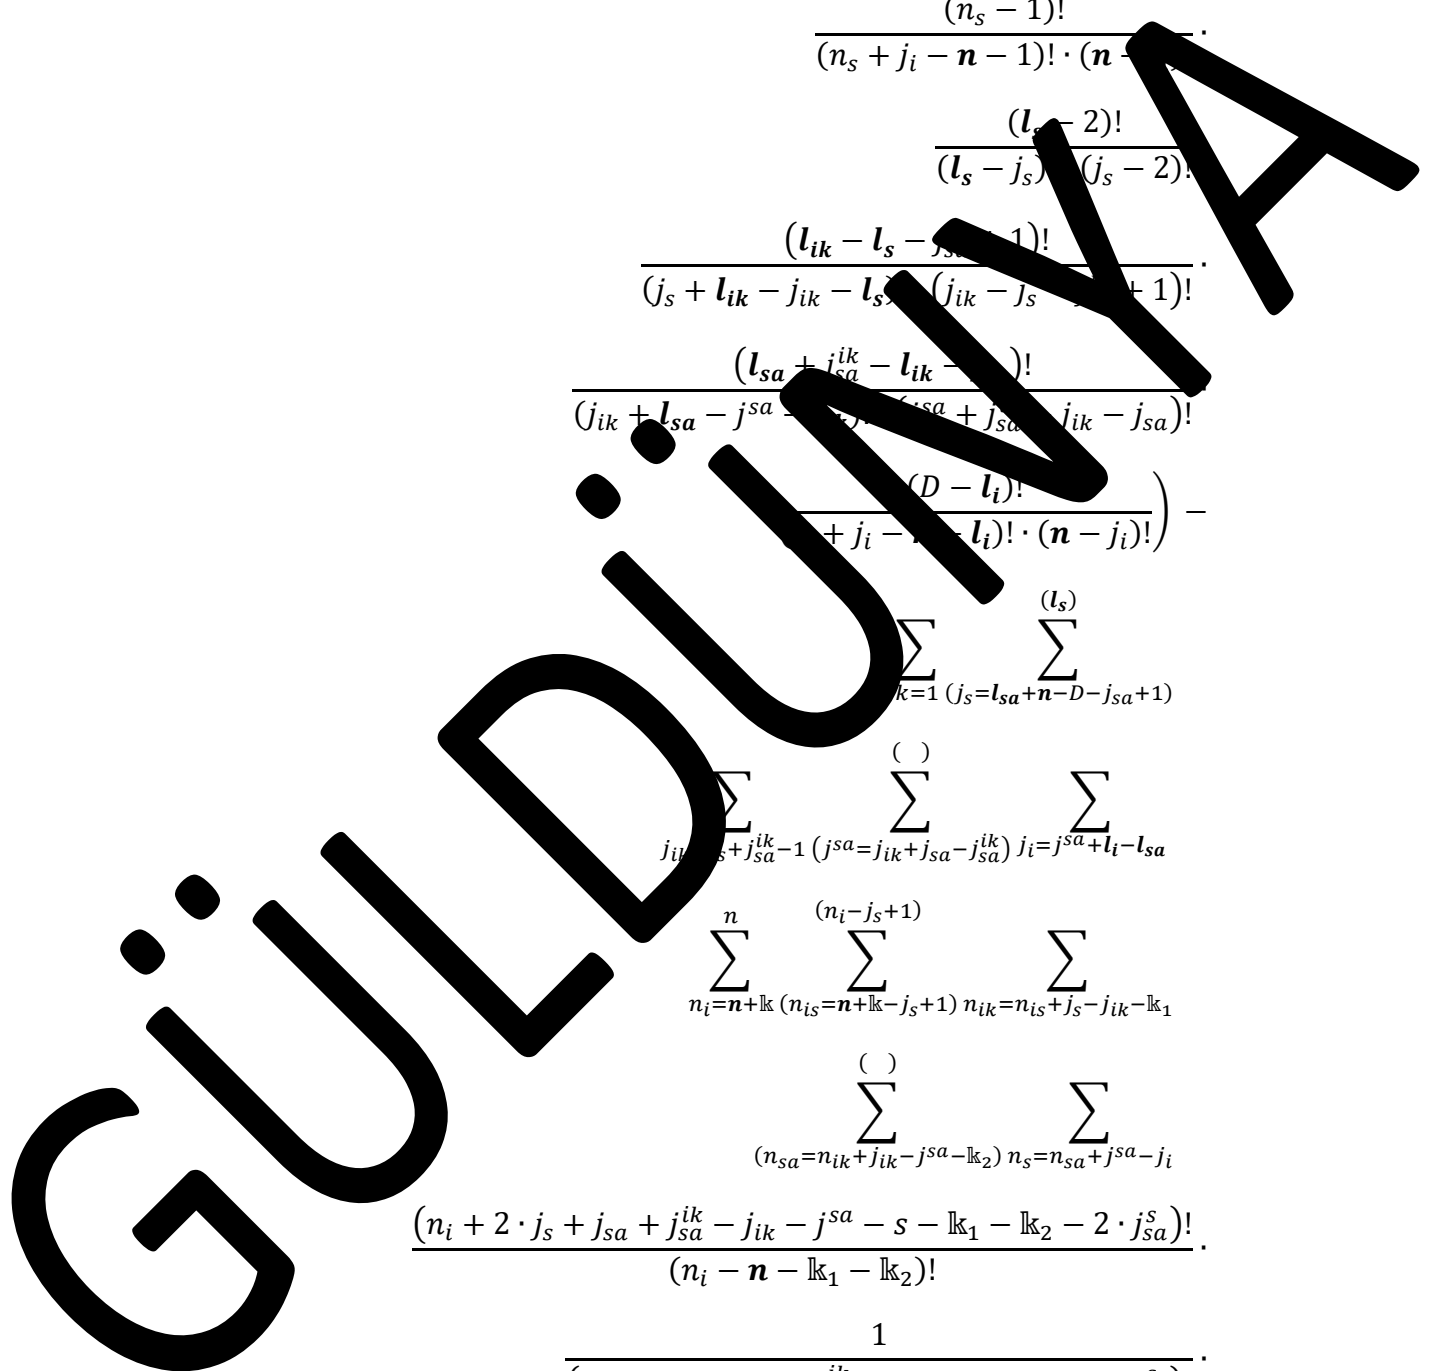 (n_s − 1)!
(n_s + j_i − n − 1)! · (n −
(l_s − 2)!
(l_s − j_s) (j_s − 2)!
(l_ik − l_s − 1)! ·
(j_s + l_ik − j_ik − l_s) (j_ik − j_s + 1)!
(l_sa + j_sa^ik − l_ik − )!
(j_ik + l_sa − j^sa − + j_sa j_ik − j_sa)!
(D − l_i)!
+ j_i − l_i)! · (n − j_i)! ) −
(l_s)
∑ ∑
k=1 (j_s=l_sa+n−D−j_sa+1)
( )
∑ ∑ ∑
+j_sa^ik−1 (j^sa=j_ik+j_sa−j_sa^ik) j_i=j^sa+l_i−l_sa
n (n_i−j_s+1)
∑ ∑ ∑
n_i=n+𝕜 (n_is=n+𝕜−j_s+1) n_ik=n_is+j_s−j_ik−𝕜_1
( )
∑ ∑
(n_sa=n_ik+j_ik−j^sa−𝕜_2) n_s=n_sa+j^sa−j_i
(n_i + 2 · j_s + j_sa + j_sa^ik − j_ik − j^sa − s − 𝕜_1 − 𝕜_2 − 2 · j_sa^s)! ·
(n_i − n − 𝕜_1 − 𝕜_2)!
1
GÜLDÜNYA